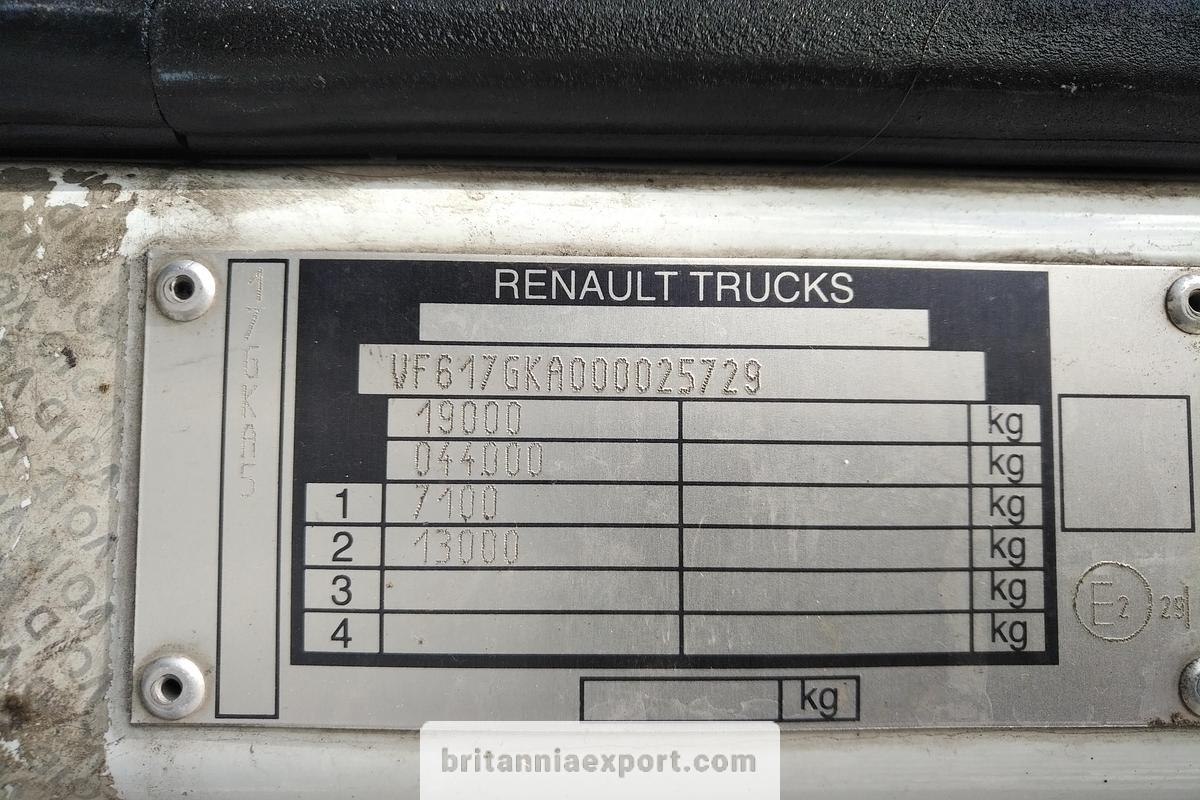 RENAULT TRUCKS
VF617GKA000025729
19000 kg
044000 kg
1 7100 kg
2 13000 kg
3 kg
4 kg
kg
E2 29
britanniaexport.com